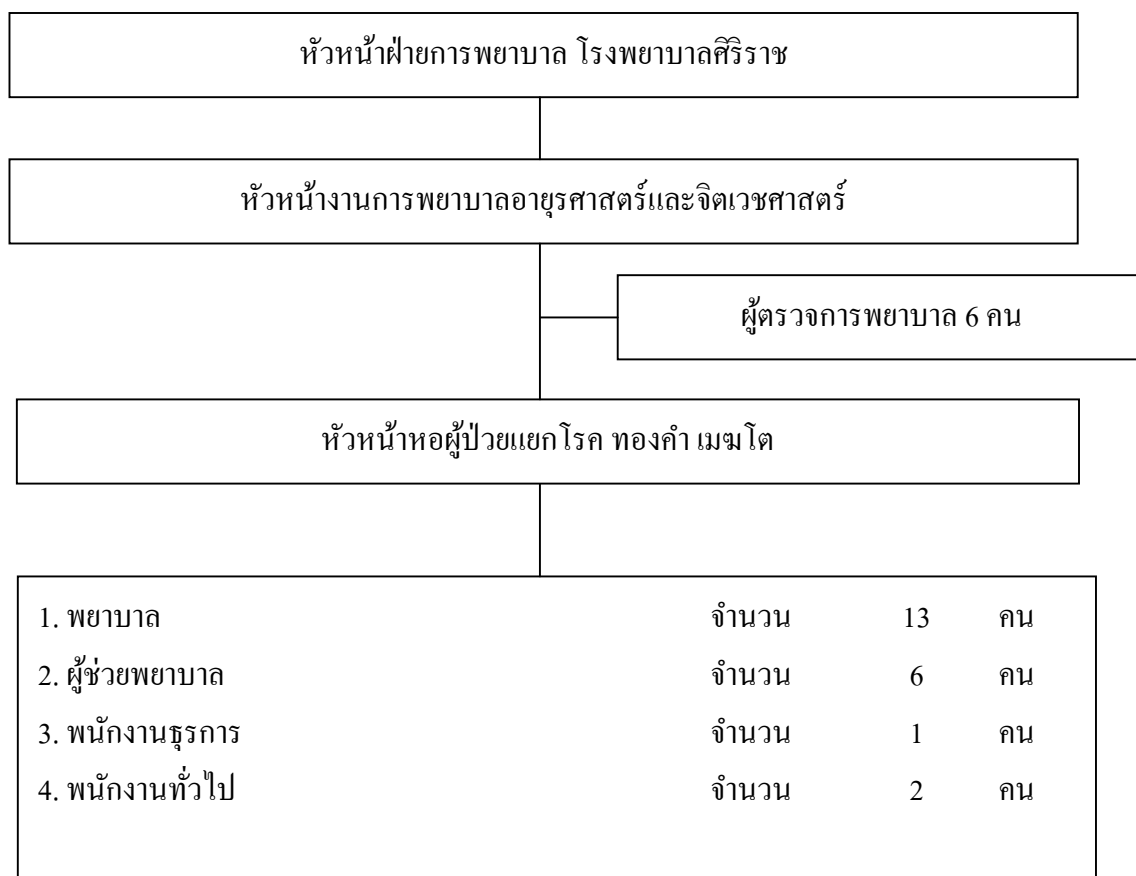 หัวหน้าฝ่ายการพยาบาล โรงพยาบาลศิริราช
หัวหน้างานการพยาบาลอายุรศาสตร์และจิตเวชศาสตร์
ผู้ตรวจการพยาบาล 6 คน
หัวหน้าหอผู้ป่วยแยกโรค ทองคำ เมฆโต
1. พยาบาล จำนวน 13 คน
2. ผู้ช่วยพยาบาล จำนวน 6 คน
3. พนักงานธุรการ จำนวน 1 คน
4. พนักงานทั่วไป จำนวน 2 คน